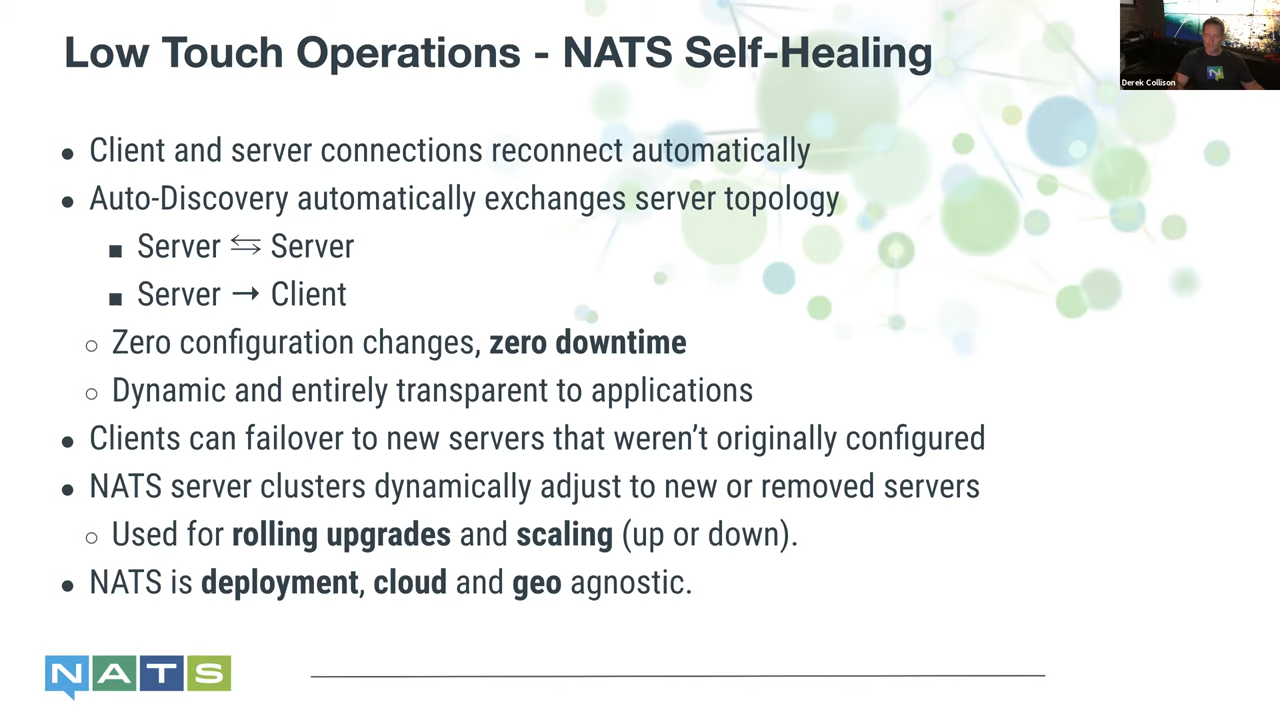 Low Touch Operations - NATS Self-Healing
Derek Collison
● Client and server connections reconnect automatically
● Auto-Discovery automatically exchanges server topology
■ Server ⇆ Server
■ Server → Client
○ Zero configuration changes, zero downtime
○ Dynamic and entirely transparent to applications
● Clients can failover to new servers that weren’t originally configured
● NATS server clusters dynamically adjust to new or removed servers
○ Used for rolling upgrades and scaling (up or down).
● NATS is deployment, cloud and geo agnostic.
NATS